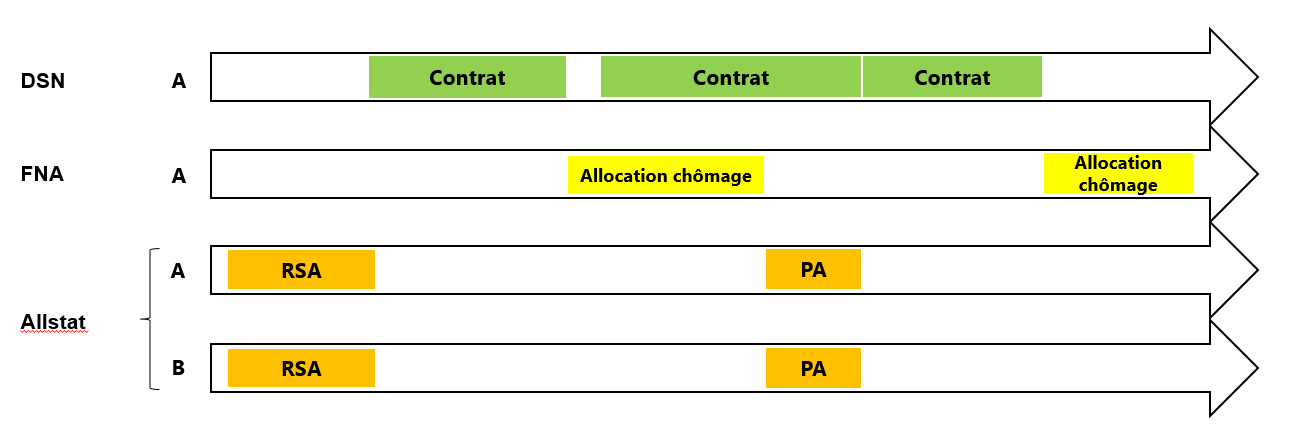 DSN A Contrat Contrat Contrat
FNA A Allocation chômage Allocation
chômage
A RSA PA
Allstat
B RSA PA